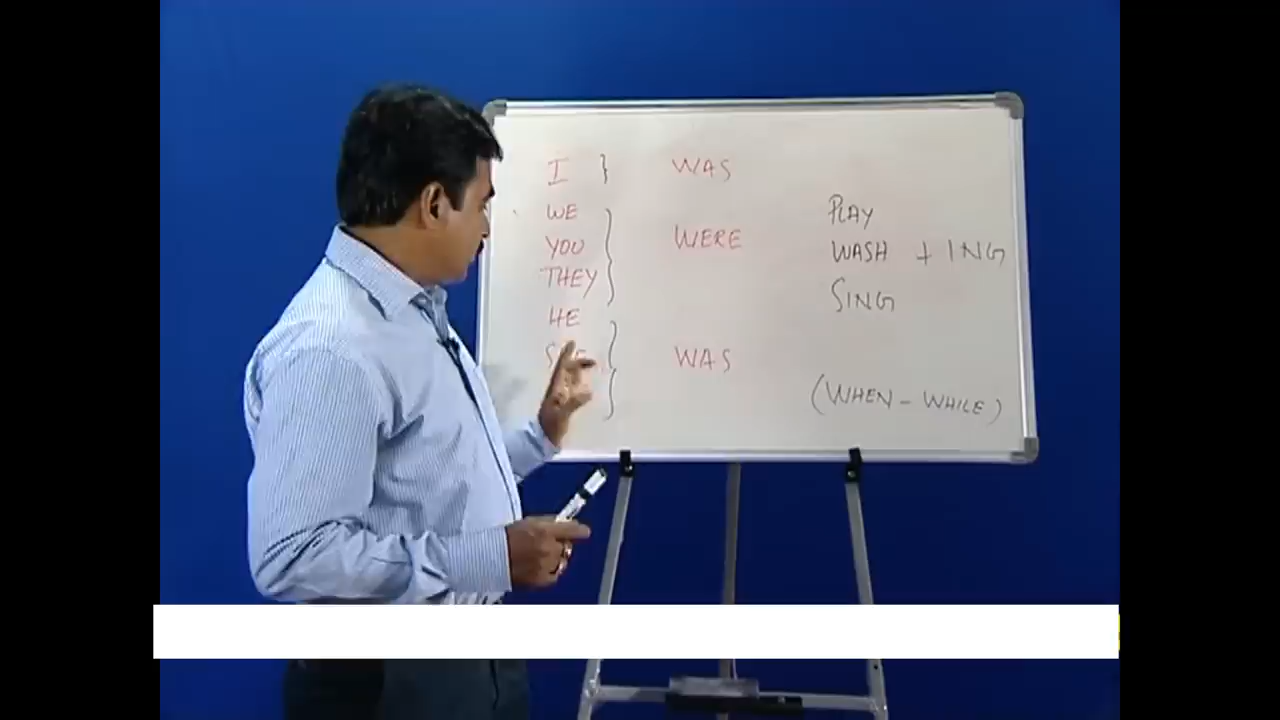 I } WAS
WE
YOU } WERE
THEY
HE
WAS
PLAY
WASH + ING
SING
(WHEN - WHILE)